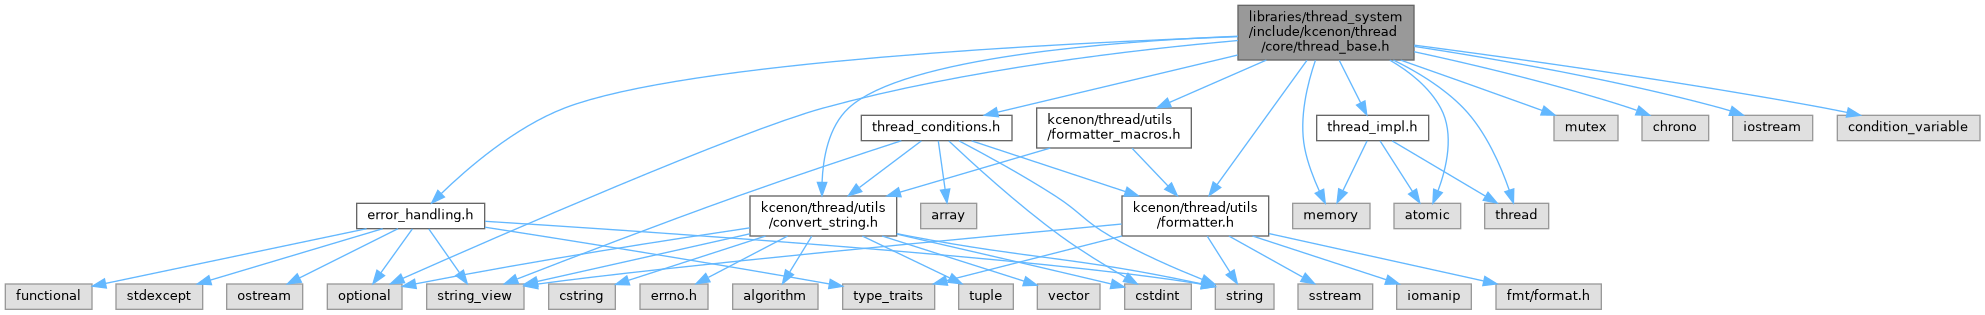 libraries/thread_system
/include/kcenon/thread
/core/thread_base.h
thread_conditions.h
kcenon/thread/utils
/formatter_macros.h
thread_impl.h
mutex
chrono
iostream
condition_variable
error_handling.h
kcenon/thread/utils
/convert_string.h
array
kcenon/thread/utils
/formatter.h
memory
atomic
thread
functional
stdexcept
ostream
optional
string_view
cstring
errno.h
algorithm
type_traits
tuple
vector
cstdint
string
sstream
iomanip
fmt/format.h